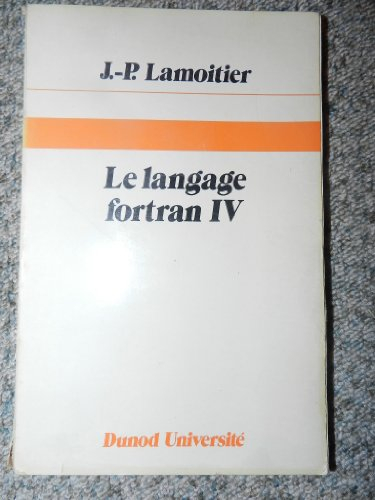 J.-P. Lamoitier
Le langage
fortran IV
Dunod Université